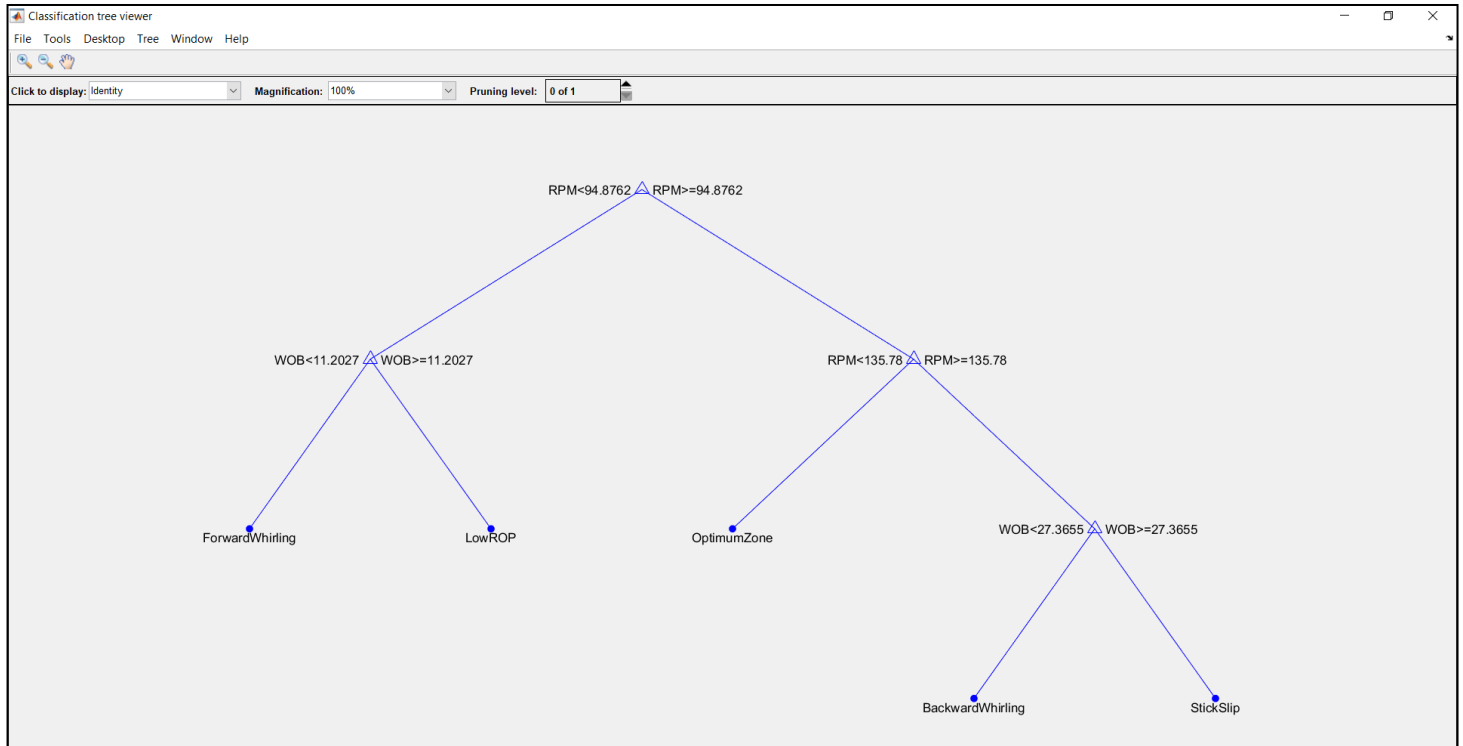 Classification tree viewer
File Tools Desktop Tree Window Help
Click to display: Identity Magnification: 100% Pruning level: 0 of 1
RPM<94.8762 RPM>=94.8762
WOB<11.2027 WOB>=11.2027 RPM<135.78 RPM>=135.78
ForwardWhirling LowROP OptimumZone WOB<27.3655 WOB>=27.3655
BackwardWhirling StickSlip